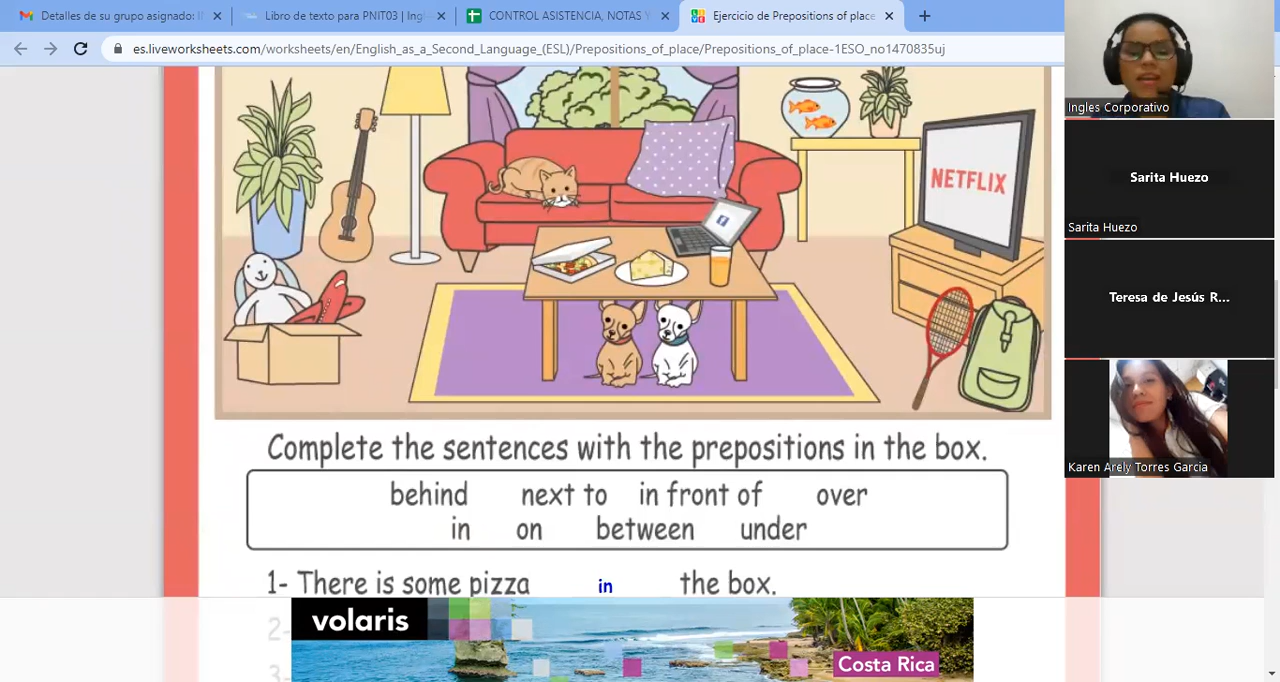 Detalles de su grupo asignado: I
Libro de texto para PNIT03 | Ingl
CONTROL ASISTENCIA, NOTAS Y
Ejercicio de Prepositions of place
es.liveworksheets.com/worksheets/en/English_as_a_Second_Language_(ESL)/Prepositions_of_place/Prepositions_of_place-1ESO_no1470835uj
Ingles Corporativo
Sarita Huezo
Sarita Huezo
Teresa de Jesús R...
Karen Arely Torres Garcia
NETFLIX
Complete the sentences with the prepositions in the box.
behind next to in front of over
in on between under
1- There is some pizza in the box.
2-
3-
volaris
Costa Rica